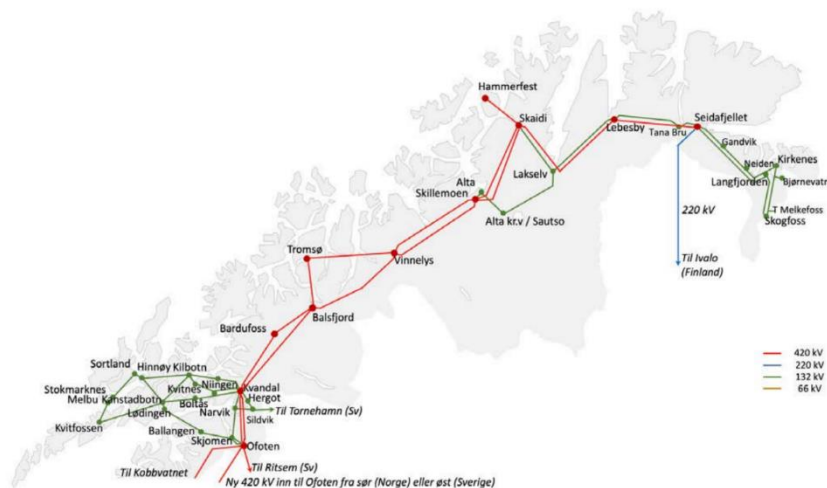 Hammerfest
Skaidi
Lebesby
Seidafjellet
Tana Bru
Gandvik
Neiden
Kirkenes
Langfjorden
Bjørnevatn
T Melkefoss
Skogfoss
Lakselv
Alta
Skillemoen
Alta kr.v / Sautso
220 kV
Til Ivalo
(Finland)
Tromsø
Vinnelys
Balsfjord
Bardufoss
420 kV
220 kV
132 kV
66 kV
Sortland
Hinnøy Kilbotn
Stokmarknes
Kvitnes
Niingen
Kvandal
Melbu Kanstadbotn
Boltås
Hergot
Lødingen
Narvik
Sildvik
Til Tornehamn (Sv)
Kvitfossen
Ballangen
Skjomen
Ofoten
Til Kobbvatnet
Til Ritsem (Sv)
Ny 420 kV inn til Ofoten fra sør (Norge) eller øst (Sverige)